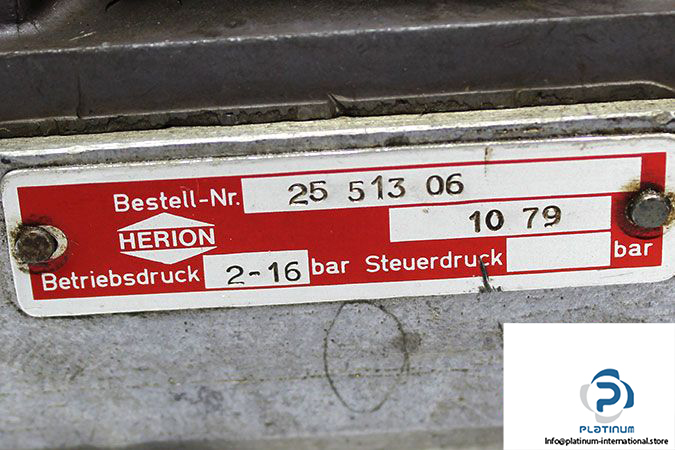 Bestell-Nr. 25 513 06
HERION 10 79
Betriebsdruck 2-16 bar Steuerdruck bar
PLATINUM
Info@platinum-international.store